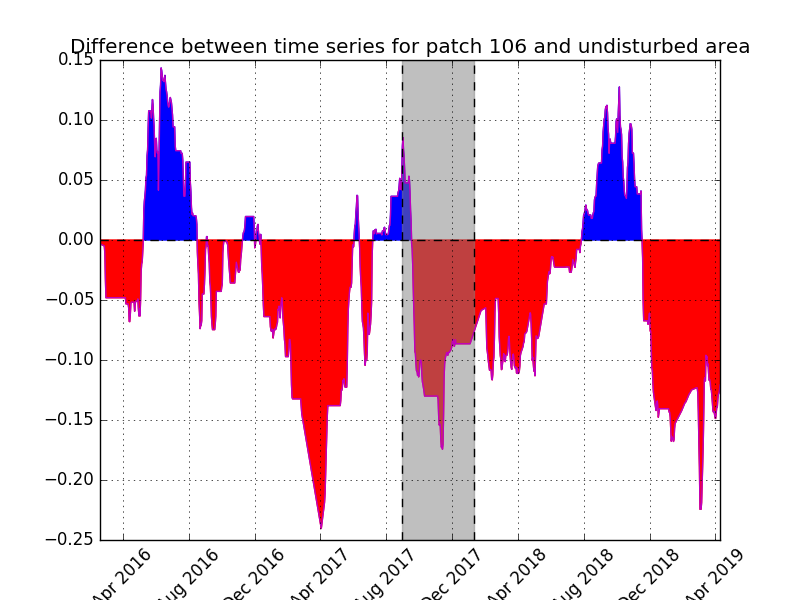 Difference between time series for patch 106 and undisturbed area
0.15
0.10
0.05
0.00
−0.05
−0.10
−0.15
−0.20
−0.25
Apr 2016
Aug 2016
Dec 2016
Apr 2017
Aug 2017
Dec 2017
Apr 2018
Aug 2018
Dec 2018
Apr 2019